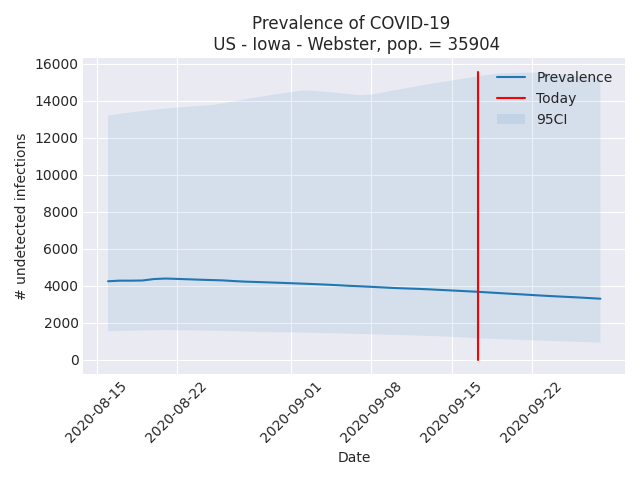 Prevalence of COVID-19
US - Iowa - Webster, pop. = 35904
16000
14000
12000
10000
8000
6000
4000
2000
0
# undetected infections
Prevalence
Today
95CI
2020-08-15
2020-08-22
2020-09-01
2020-09-08
2020-09-15
2020-09-22
Date